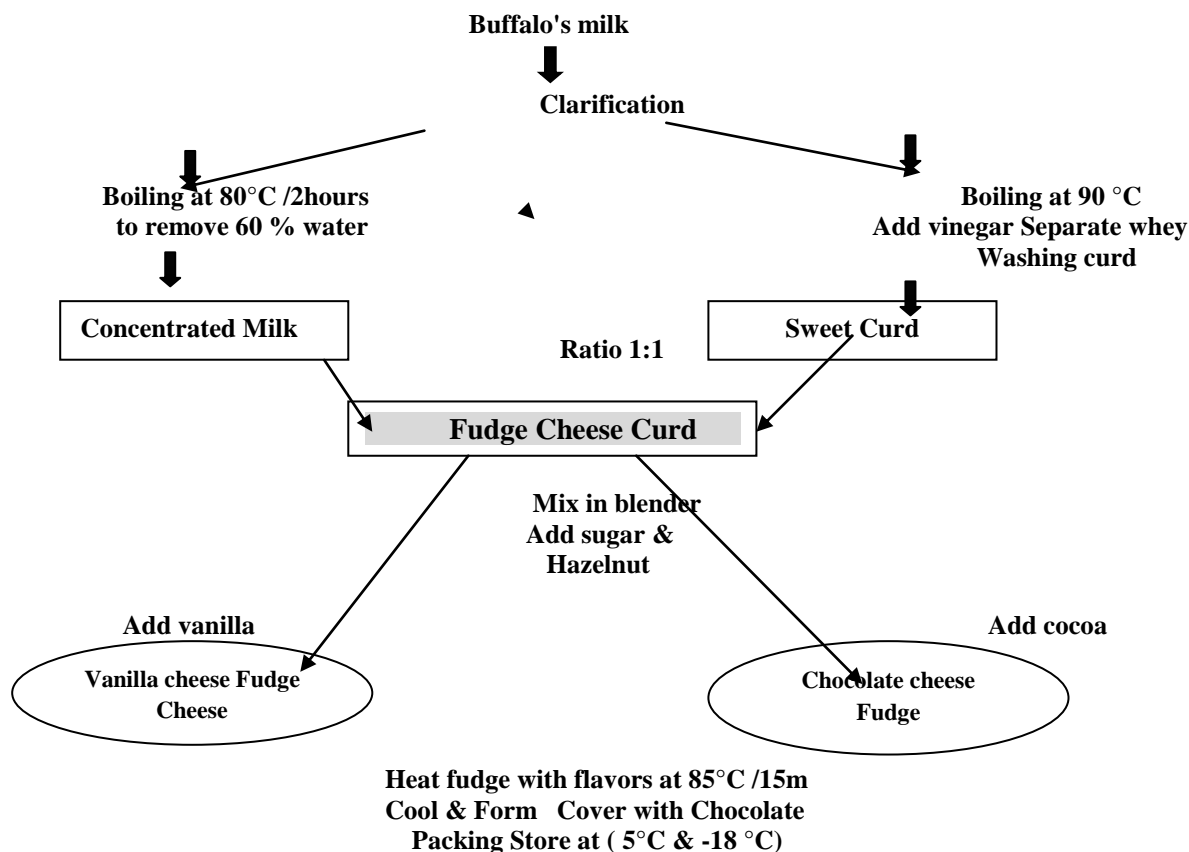 Buffalo's milk
Clarification
Boiling at 80°C /2hours
to remove 60 % water
Boiling at 90 °C
Add vinegar Separate whey
Washing curd
Concentrated Milk
Sweet Curd
Ratio 1:1
Fudge Cheese Curd
Mix in blender
Add sugar &
Hazelnut
Add vanilla
Add cocoa
Vanilla cheese Fudge
Cheese
Chocolate cheese
Fudge
Heat fudge with flavors at 85°C /15m
Cool & Form Cover with Chocolate
Packing Store at ( 5°C & -18 °C)